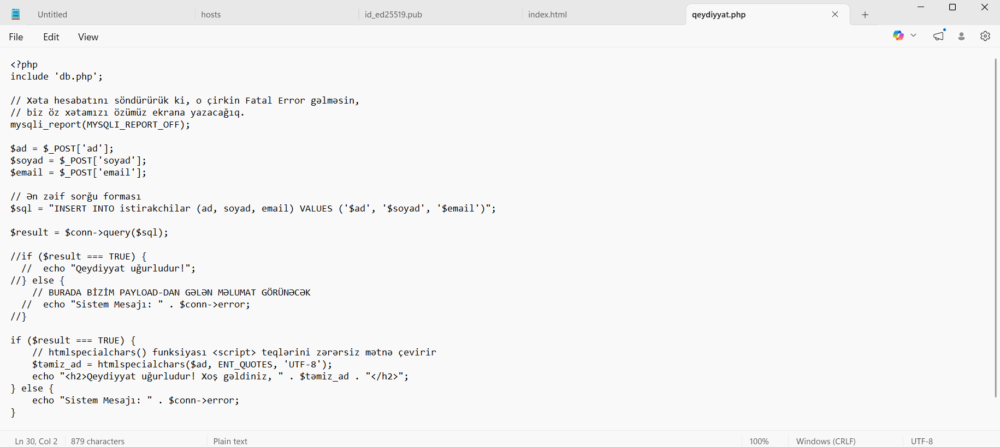 Untitled
hosts
id_ed25519.pub
index.html
qeydiyyat.php
File Edit View
<?php
include 'db.php';
// Xəta hesabatını söndürürük ki, o çirkin Fatal Error gəlməsin,
// biz öz xətamızı özümüz ekrana yazacağıq.
mysqli_report(MYSQLI_REPORT_OFF);
$ad = $_POST['ad'];
$soyad = $_POST['soyad'];
$email = $_POST['email'];
// Ən zəif sorğu forması
$sql = "INSERT INTO istirakchilar (ad, soyad, email) VALUES ('$ad', '$soyad', '$email')";
$result = $conn->query($sql);
//if ($result === TRUE) {
  //  echo "Qeydiyyat uğurludur!";
//} else {
    // BURADA BİZİM PAYLOAD-DAN GƏLƏN MƏLUMAT GÖRÜNƏCƏK
  //  echo "Sistem Mesajı: " . $conn->error;
//}
if ($result === TRUE) {
    // htmlspecialchars() funksiyası <script> teqlərini zərərsiz mətnə çevirir
    $təmiz_ad = htmlspecialchars($ad, ENT_QUOTES, 'UTF-8');
    echo "<h2>Qeydiyyat uğurludur! Xoş gəldiniz, " . $təmiz_ad . "</h2>";
} else {
    echo "Sistem Mesajı: " . $conn->error;
}
Ln 30, Col 2
879 characters
Plain text
100%
Windows (CRLF)
UTF-8